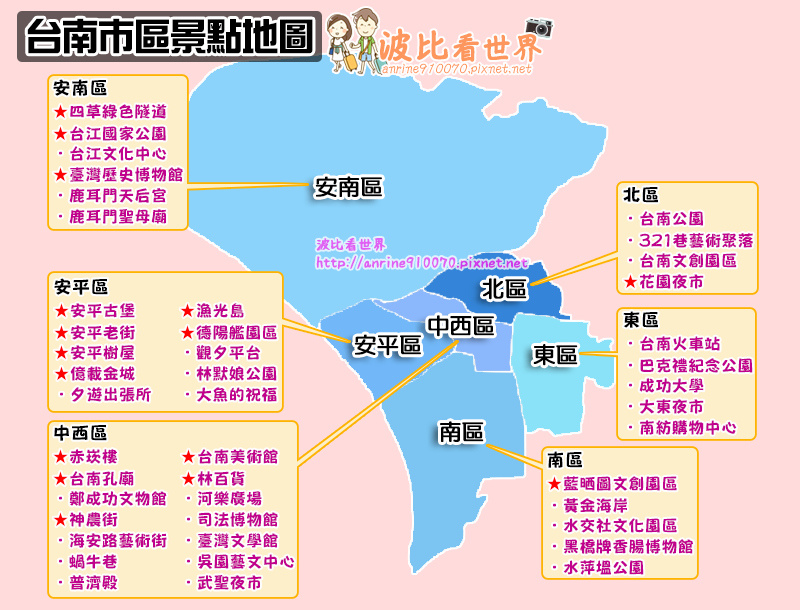 台南市區景點地圖
波比看世界
anrine910070.pixnet.net
安南區
★四草綠色隧道
★台江國家公園
・台江文化中心
★臺灣歷史博物館
・鹿耳門天后宮
・鹿耳門聖母廟
安南區
波比看世界
http://anrine910070.pixnet.net
北區
・台南公園
・321巷藝術聚落
・台南文創園區
★花園夜市
北區
安平區
★安平古堡
★安平老街
★安平樹屋
★億載金城
・夕遊出張所
★漁光島
★德陽艦園區
・觀夕平台
・林默娘公園
・大魚的祝福
安平區
中西區
東區
東區
・台南火車站
・巴克禮紀念公園
・成功大學
・大東夜市
・南紡購物中心
中西區
★赤崁樓
★台南孔廟
・鄭成功文物館
★神農街
・海安路藝術街
・蝸牛巷
・普濟殿
★台南美術館
★林百貨
・河樂廣場
・司法博物館
・臺灣文學館
・吳園藝文中心
・武聖夜市
南區
南區
★藍晒圖文創園區
・黃金海岸
・水交社文化園區
・黑橋牌香腸博物館
・水萍塭公園